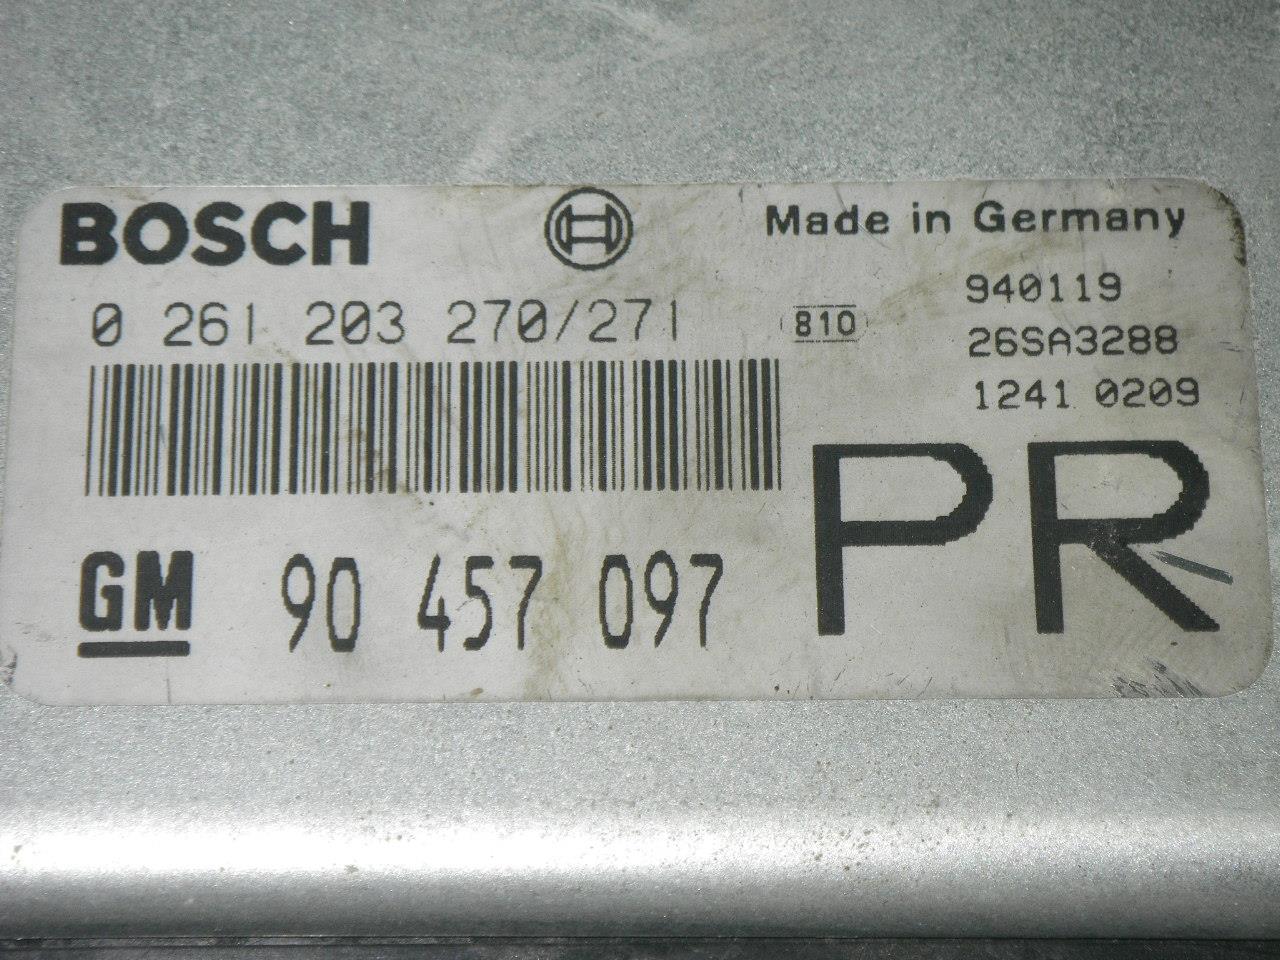 BOSCH
Made in Germany
0 261 203 270/271
810
940119
26SA3288
1241 0209
PR
GM
90 457 097